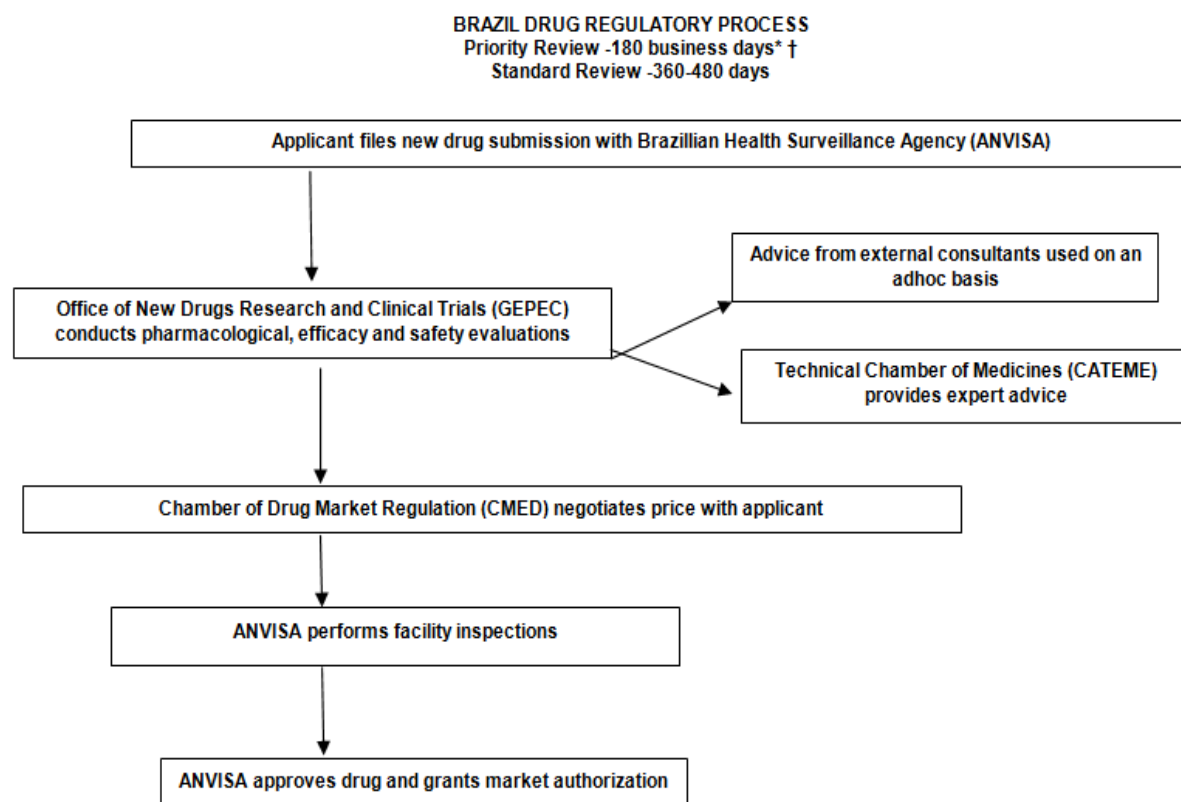 BRAZIL DRUG REGULATORY PROCESS
Priority Review -180 business days* †
Standard Review -360-480 days
Applicant files new drug submission with Brazillian Health Surveillance Agency (ANVISA)
Advice from external consultants used on an
adhoc basis
Office of New Drugs Research and Clinical Trials (GEPEC)
conducts pharmacological, efficacy and safety evaluations
Technical Chamber of Medicines (CATEME)
provides expert advice
Chamber of Drug Market Regulation (CMED) negotiates price with applicant
ANVISA performs facility inspections
ANVISA approves drug and grants market authorization